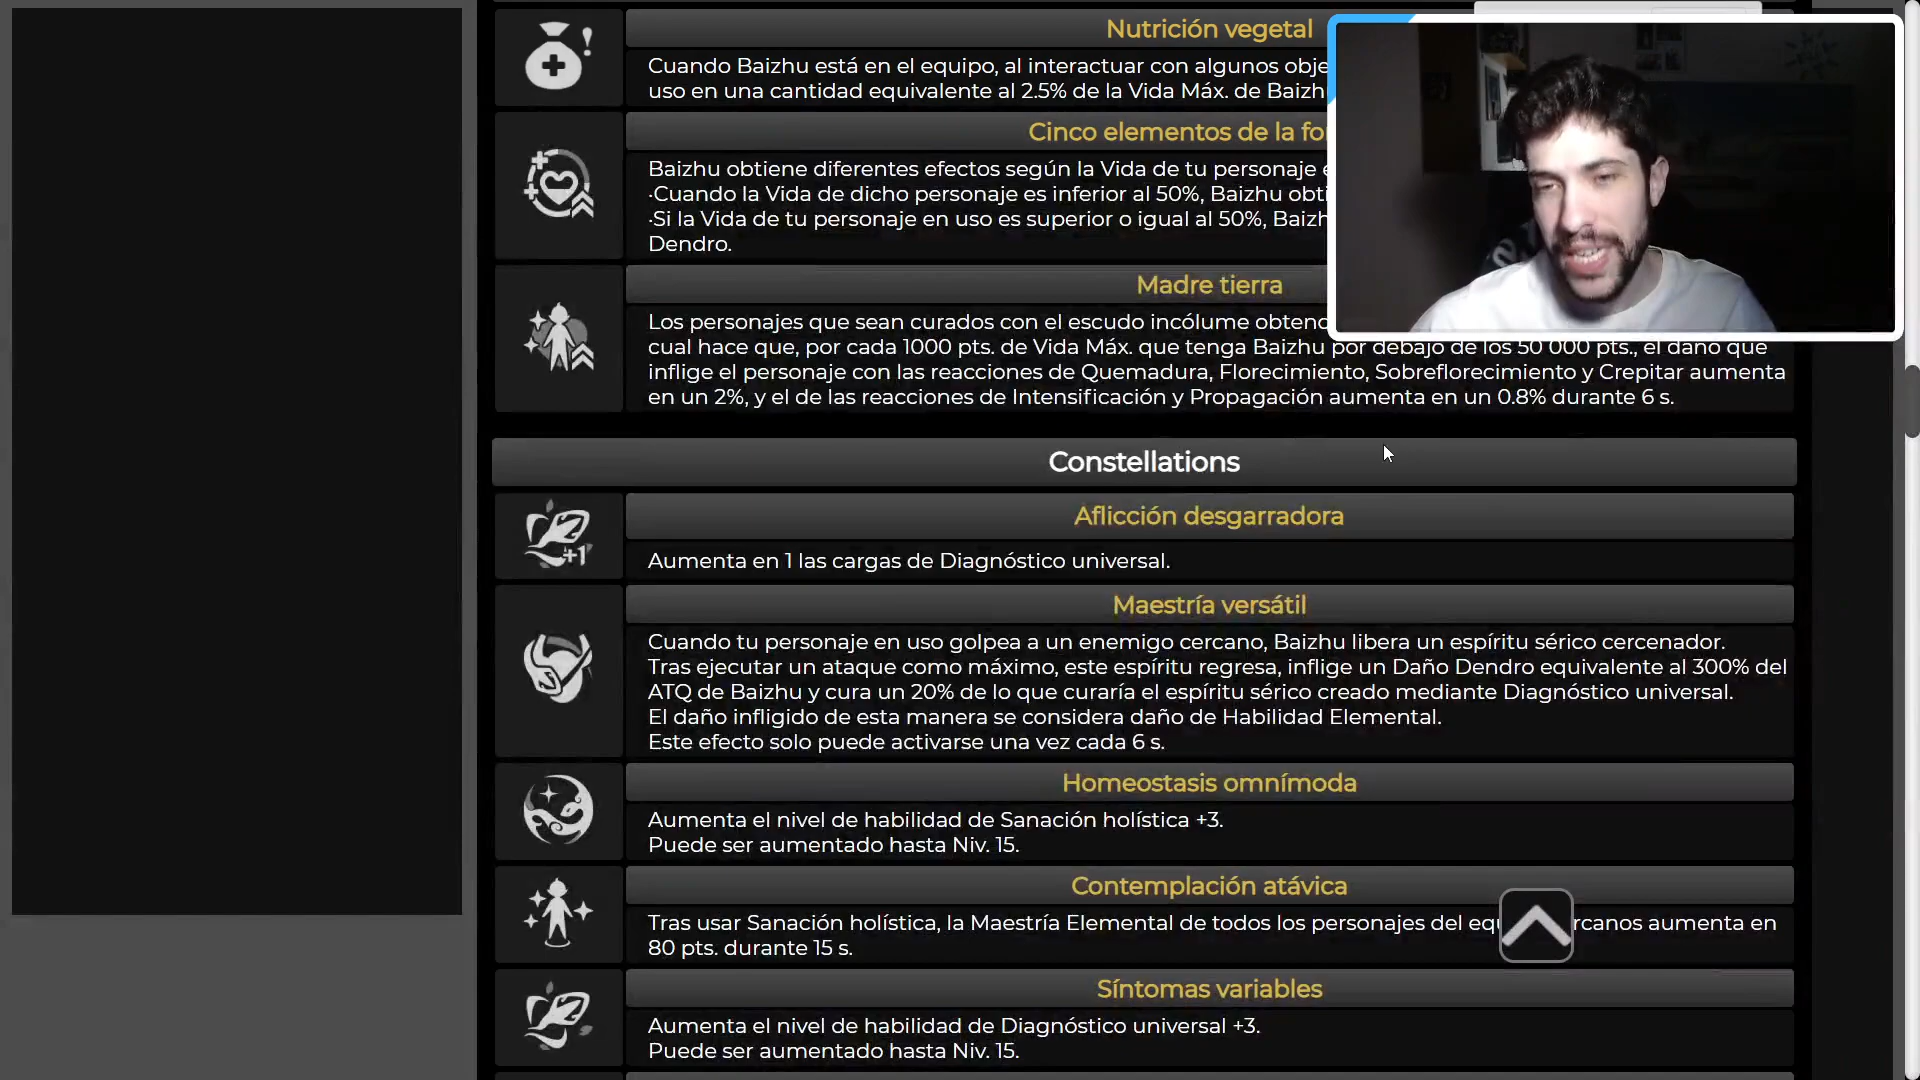 Nutrición vegetal
Cuando Baizhu está en el equipo, al interactuar con algunos
uso en una cantidad equivalente al 2.5% de la Vida Máx. de
Cinco elementos de la
Baizhu obtiene diferentes efectos según la Vida de tu personaje
·Cuando la Vida de dicho personaje es inferior al 50%, Baizhu
·Si la Vida de tu personaje en uso es superior o igual al 50%,
Dendro.
Madre tierra
Los personajes que sean curados con el escudo incólume
cual hace que, por cada 1000 pts. de Vida Máx. que tenga Baizhu por debajo de los 50 000 pts., el daño que
inflige el personaje con las reacciones de Quemadura, Florecimiento, Sobreflorecimiento y Crepitar aumenta
en un 2%, y el de las reacciones de Intensificación y Propagación aumenta en un 0.8% durante 6 s.
Constellations
Aflicción desgarradora
+1
Aumenta en 1 las cargas de Diagnóstico universal.
Maestría versátil
Cuando tu personaje en uso golpea a un enemigo cercano, Baizhu libera un espíritu sérico cercenador.
Tras ejecutar un ataque como máximo, este espíritu regresa, inflige un Daño Dendro equivalente al 300% del
ATQ de Baizhu y cura un 20% de lo que curaría el espíritu sérico creado mediante Diagnóstico universal.
El daño infligido de esta manera se considera daño de Habilidad Elemental.
Este efecto solo puede activarse una vez cada 6 s.
Homeostasis omnímoda
Aumenta el nivel de habilidad de Sanación holística +3.
Puede ser aumentado hasta Niv. 15.
Contemplación atávica
Tras usar Sanación holística, la Maestría Elemental de todos los personajes del aumenta en
80 pts. durante 15 s.
Síntomas variables
Aumenta el nivel de habilidad de Diagnóstico universal +3.
Puede ser aumentado hasta Niv. 15.